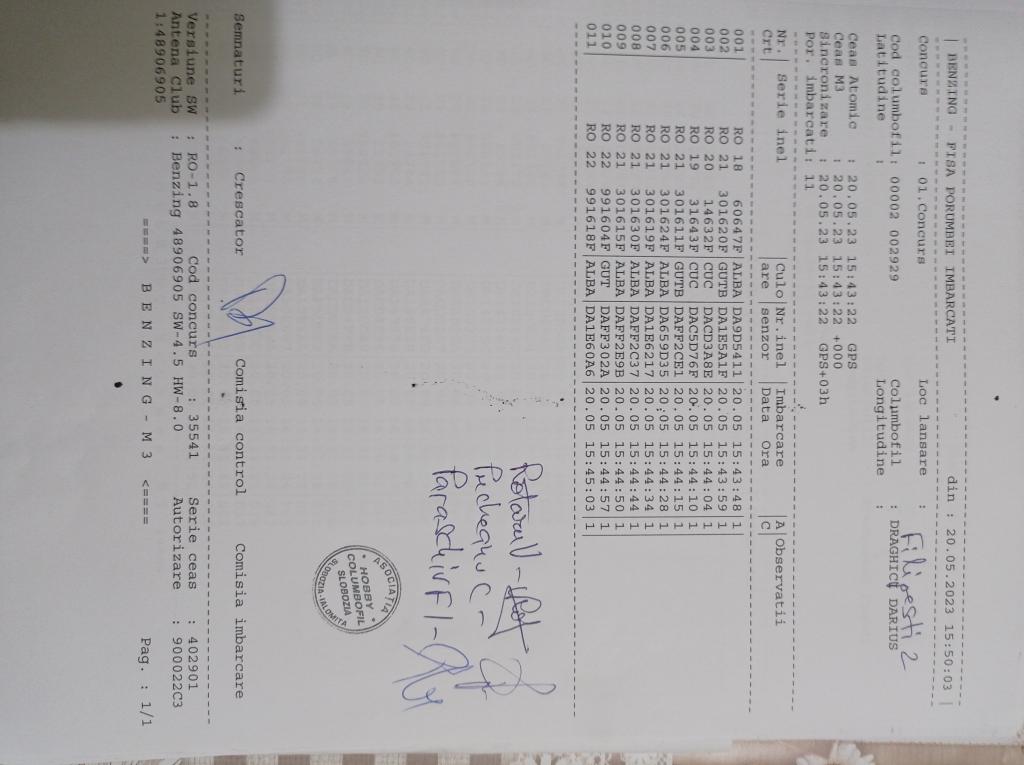 | BENZING - FISA PORUMBEI IMBARCATI din : 20.05.2023 15:50:03 |
Concurs : 01.Concurs Loc lansare : Filipesti 2
Cod columbofil: 00002 002929 Columbofil : DRAGHICI DARIUS
Latitudine : Longitudine :
Ceas Atomic : 20.05.23 15:43:22 GPS
Ceas M3 : 20.05.23 15:43:22 +000
Sincronizare : 20.05.23 15:43:22 GPS+03h
Por. imbarcati: 11
Nr.| Serie inel |Culo|Nr.inel |Imbarcare |A|Observatii
Crt| |are |senzor |Data Ora |C|
001| RO 18 60647F|ALBA|DA9D5411|20.05 15:43:48|1|
002| RO 21 301620F|GUTB|DA1E5A1F|20.05 15:43:59|1|
003| RO 20 14632F|CUC |DACD3A8E|20.05 15:44:04|1|
004| RO 19 31643F|CUC |DAC5D76F|20.05 15:44:10|1|
005| RO 21 301611F|GUTB|DAFF2CE1|20.05 15:44:15|1|
006| RO 21 301624F|ALBA|DA659D35|20.05 15:44:28|1|
007| RO 21 301619F|ALBA|DA1E6217|20.05 15:44:34|1|
008| RO 21 301630F|ALBA|DAFF2C37|20.05 15:44:44|1|
009| RO 21 301615F|ALBA|DAFF2E9B|20.05 15:44:50|1|
010| RO 22 991604F|GUT |DAFF302A|20.05 15:44:57|1|
011| RO 22 991618F|ALBA|DA1E60A6|20.05 15:45:03|1|
Rotaru V -
C -
Paraschiv Fl -
ASOCIATIA
HOBBY
COLUMBOFIL
SLOBOZIA
SLOBOZIA-IALOMITA
Semnaturi : Crescator Comisia control Comisia imbarcare
Versiune SW : RO-1.8 Cod concurs : 35541 Serie ceas : 402901
Antena Club : Benzing 48906905 SW-4.5 HW-8.0 Autorizare : 900022C3
1:48906905
====> B E N Z I N G - M 3 <==== Pag. : 1/1